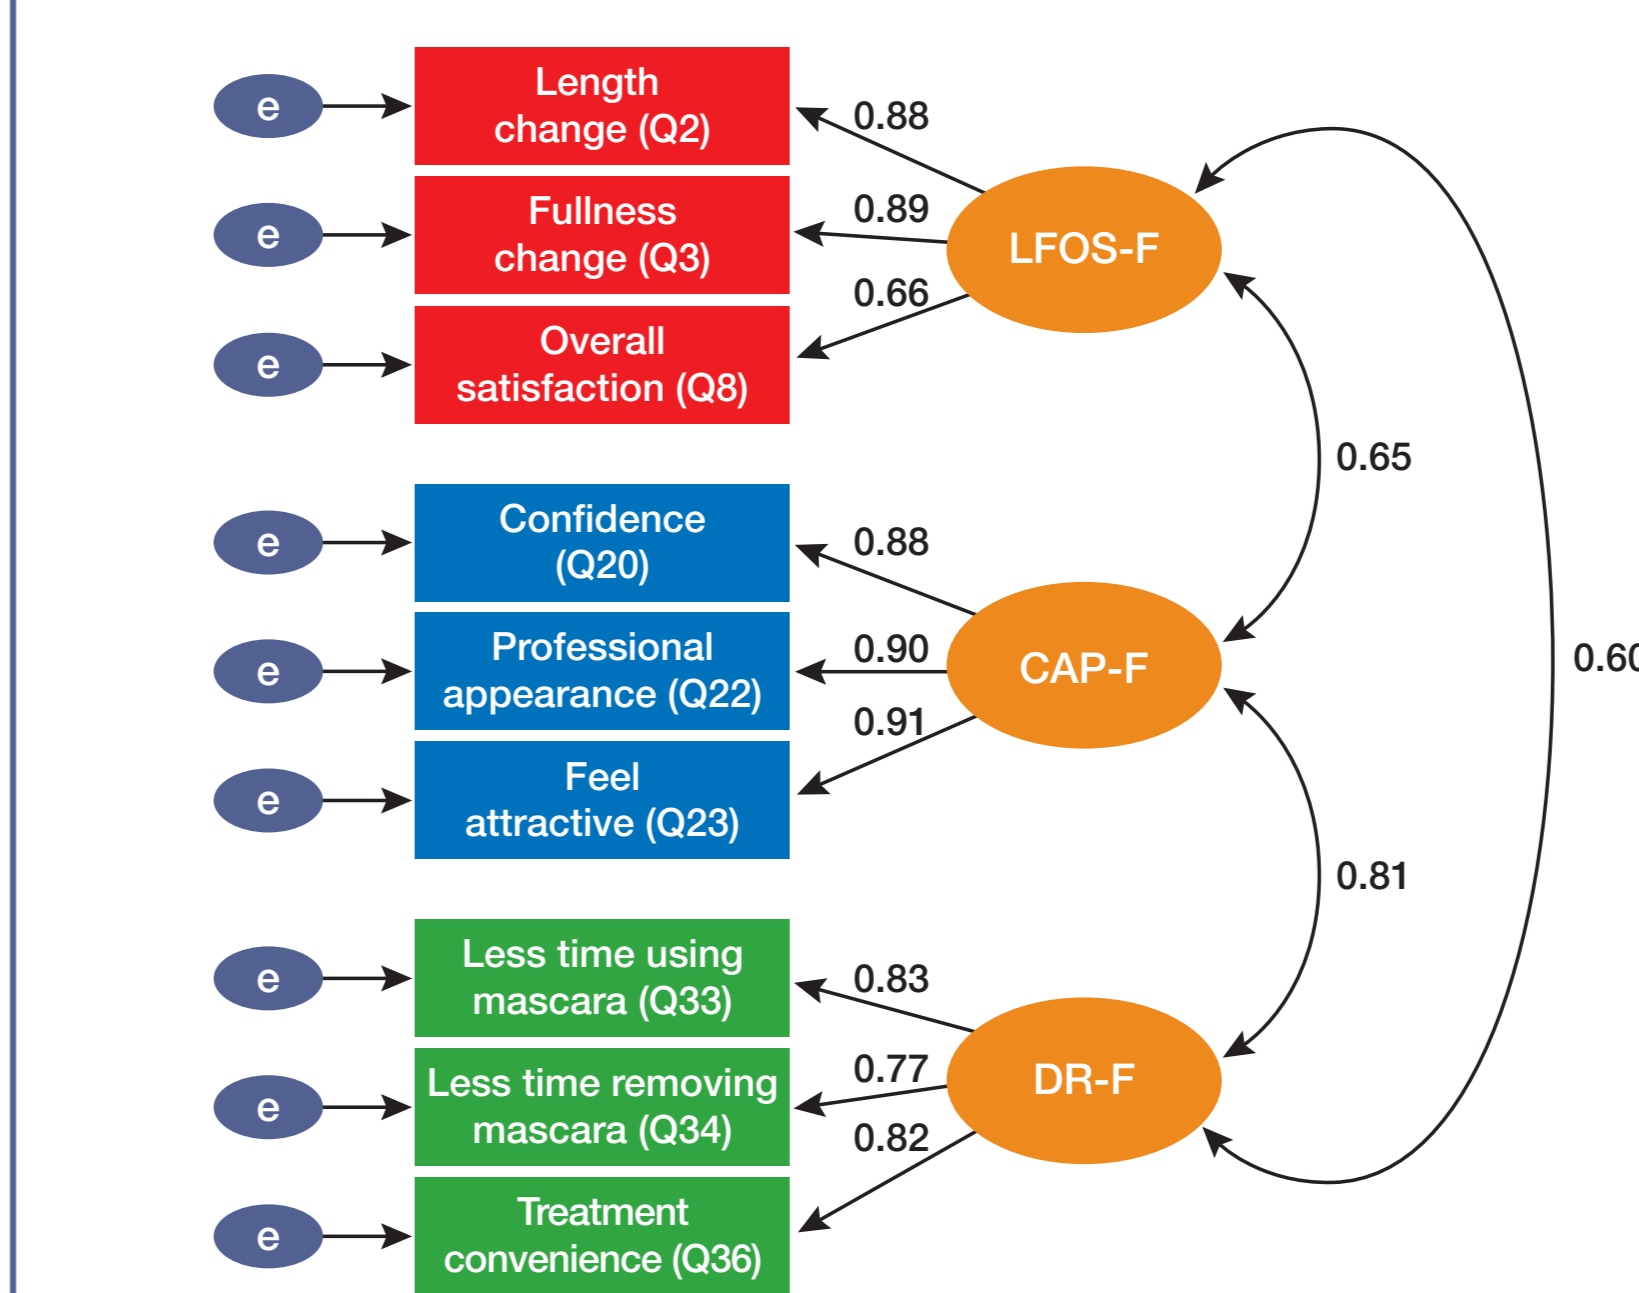 e
Length
change (Q2)
0.88
e
Fullness
change (Q3)
0.89
LFOS-F
e
Overall
satisfaction (Q8)
0.66
0.65
e
Confidence
(Q20)
0.88
e
Professional
appearance (Q22)
0.90
CAP-F
0.60
e
Feel
attractive (Q23)
0.91
0.81
e
Less time using
mascara (Q33)
0.83
e
Less time removing
mascara (Q34)
0.77
DR-F
e
Treatment
convenience (Q36)
0.82